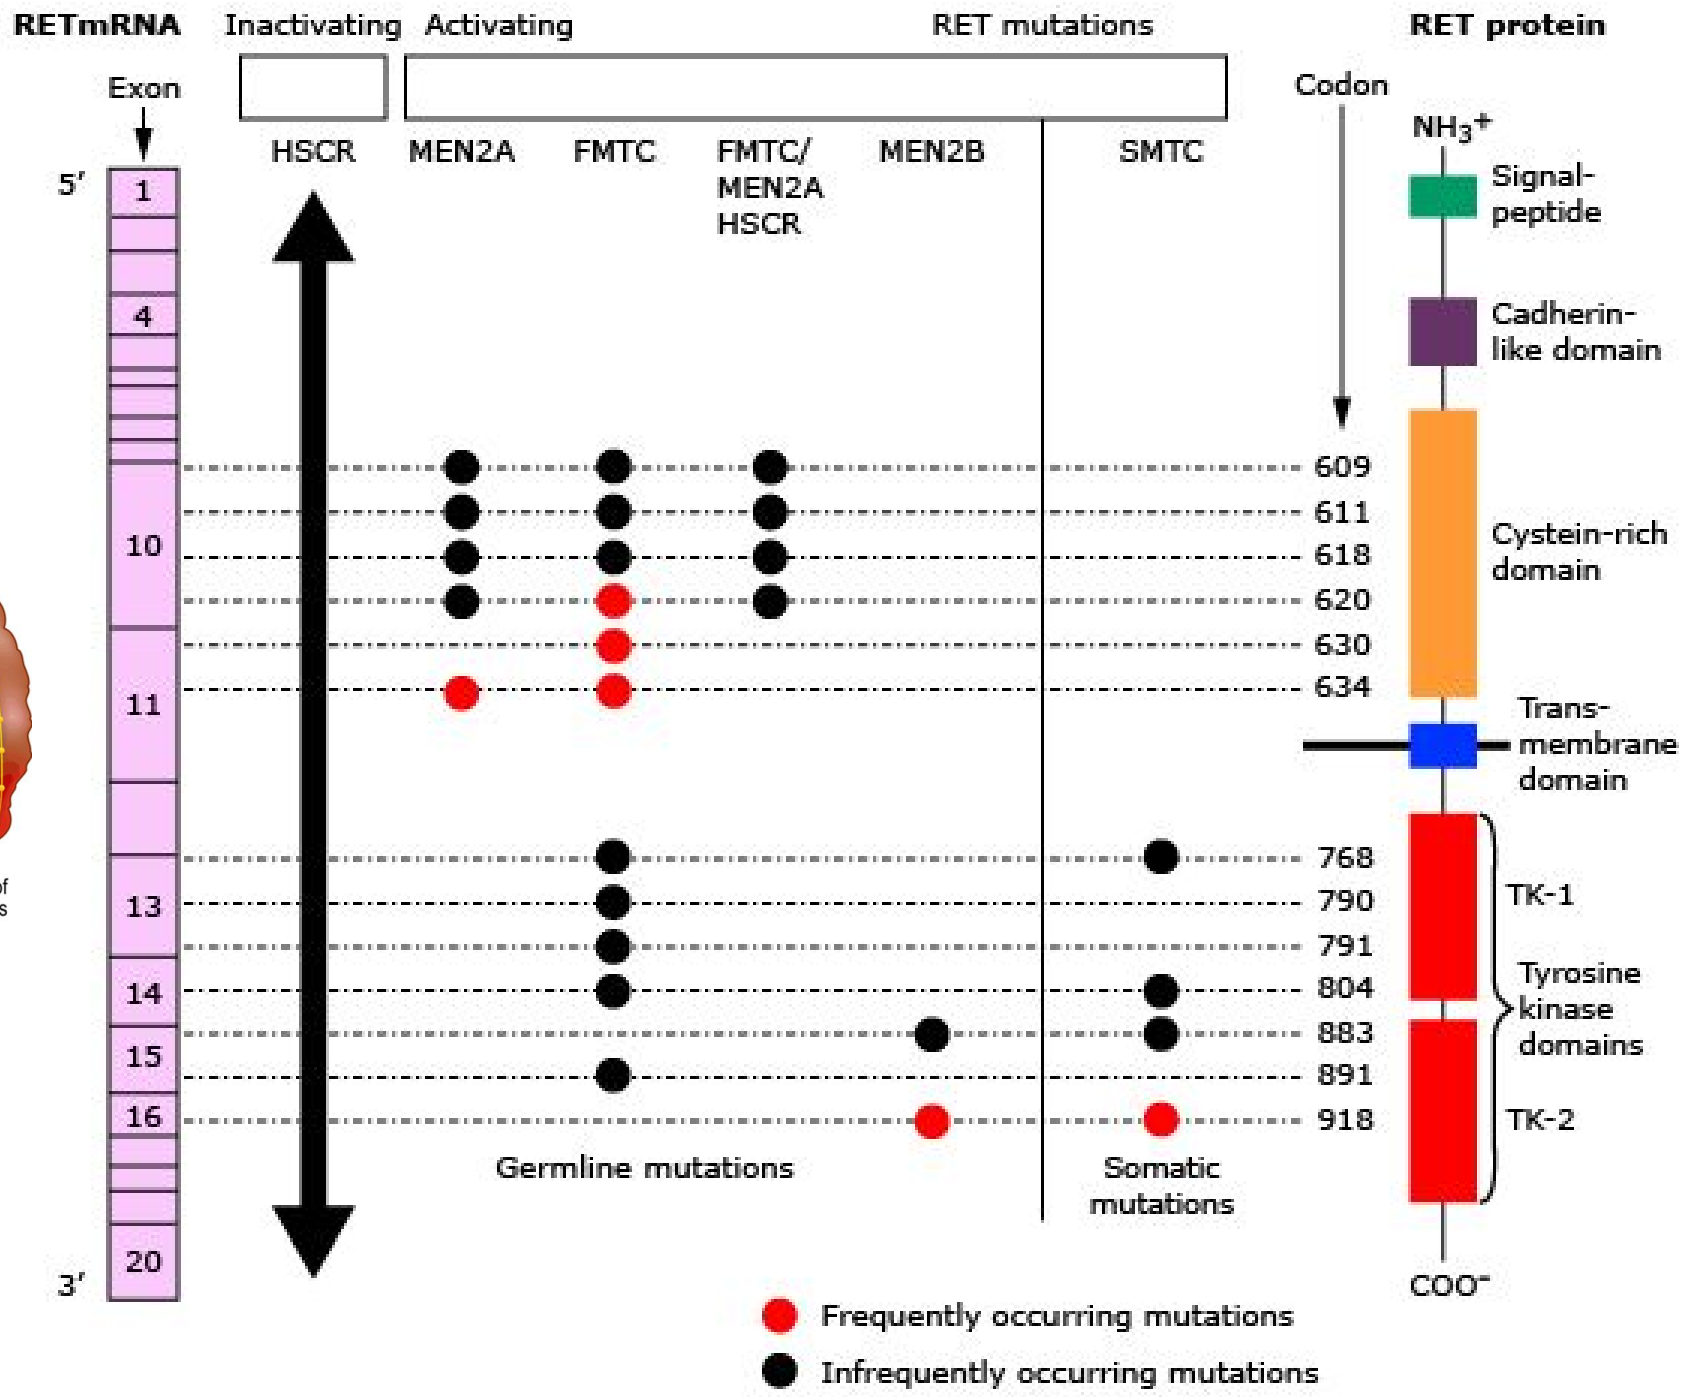 RETmRNA Inactivating Activating RET mutations RET protein
Exon Codon
HSCR MEN2A FMTC FMTC/ MEN2B SMTC
MEN2A
HSCR
NH3+
5′
1
4
10
11
13
14
15
16
20
3′
609
611
618
620
630
634
768
790
791
804
883
891
918
Signal-
peptide
Cadherin-
like domain
Cystein-rich
domain
Trans-
membrane
domain
TK-1
Tyrosine
kinase
domains
TK-2
COO-
Germline mutations
Somatic
mutations
Frequently occurring mutations
Infrequently occurring mutations
of
s